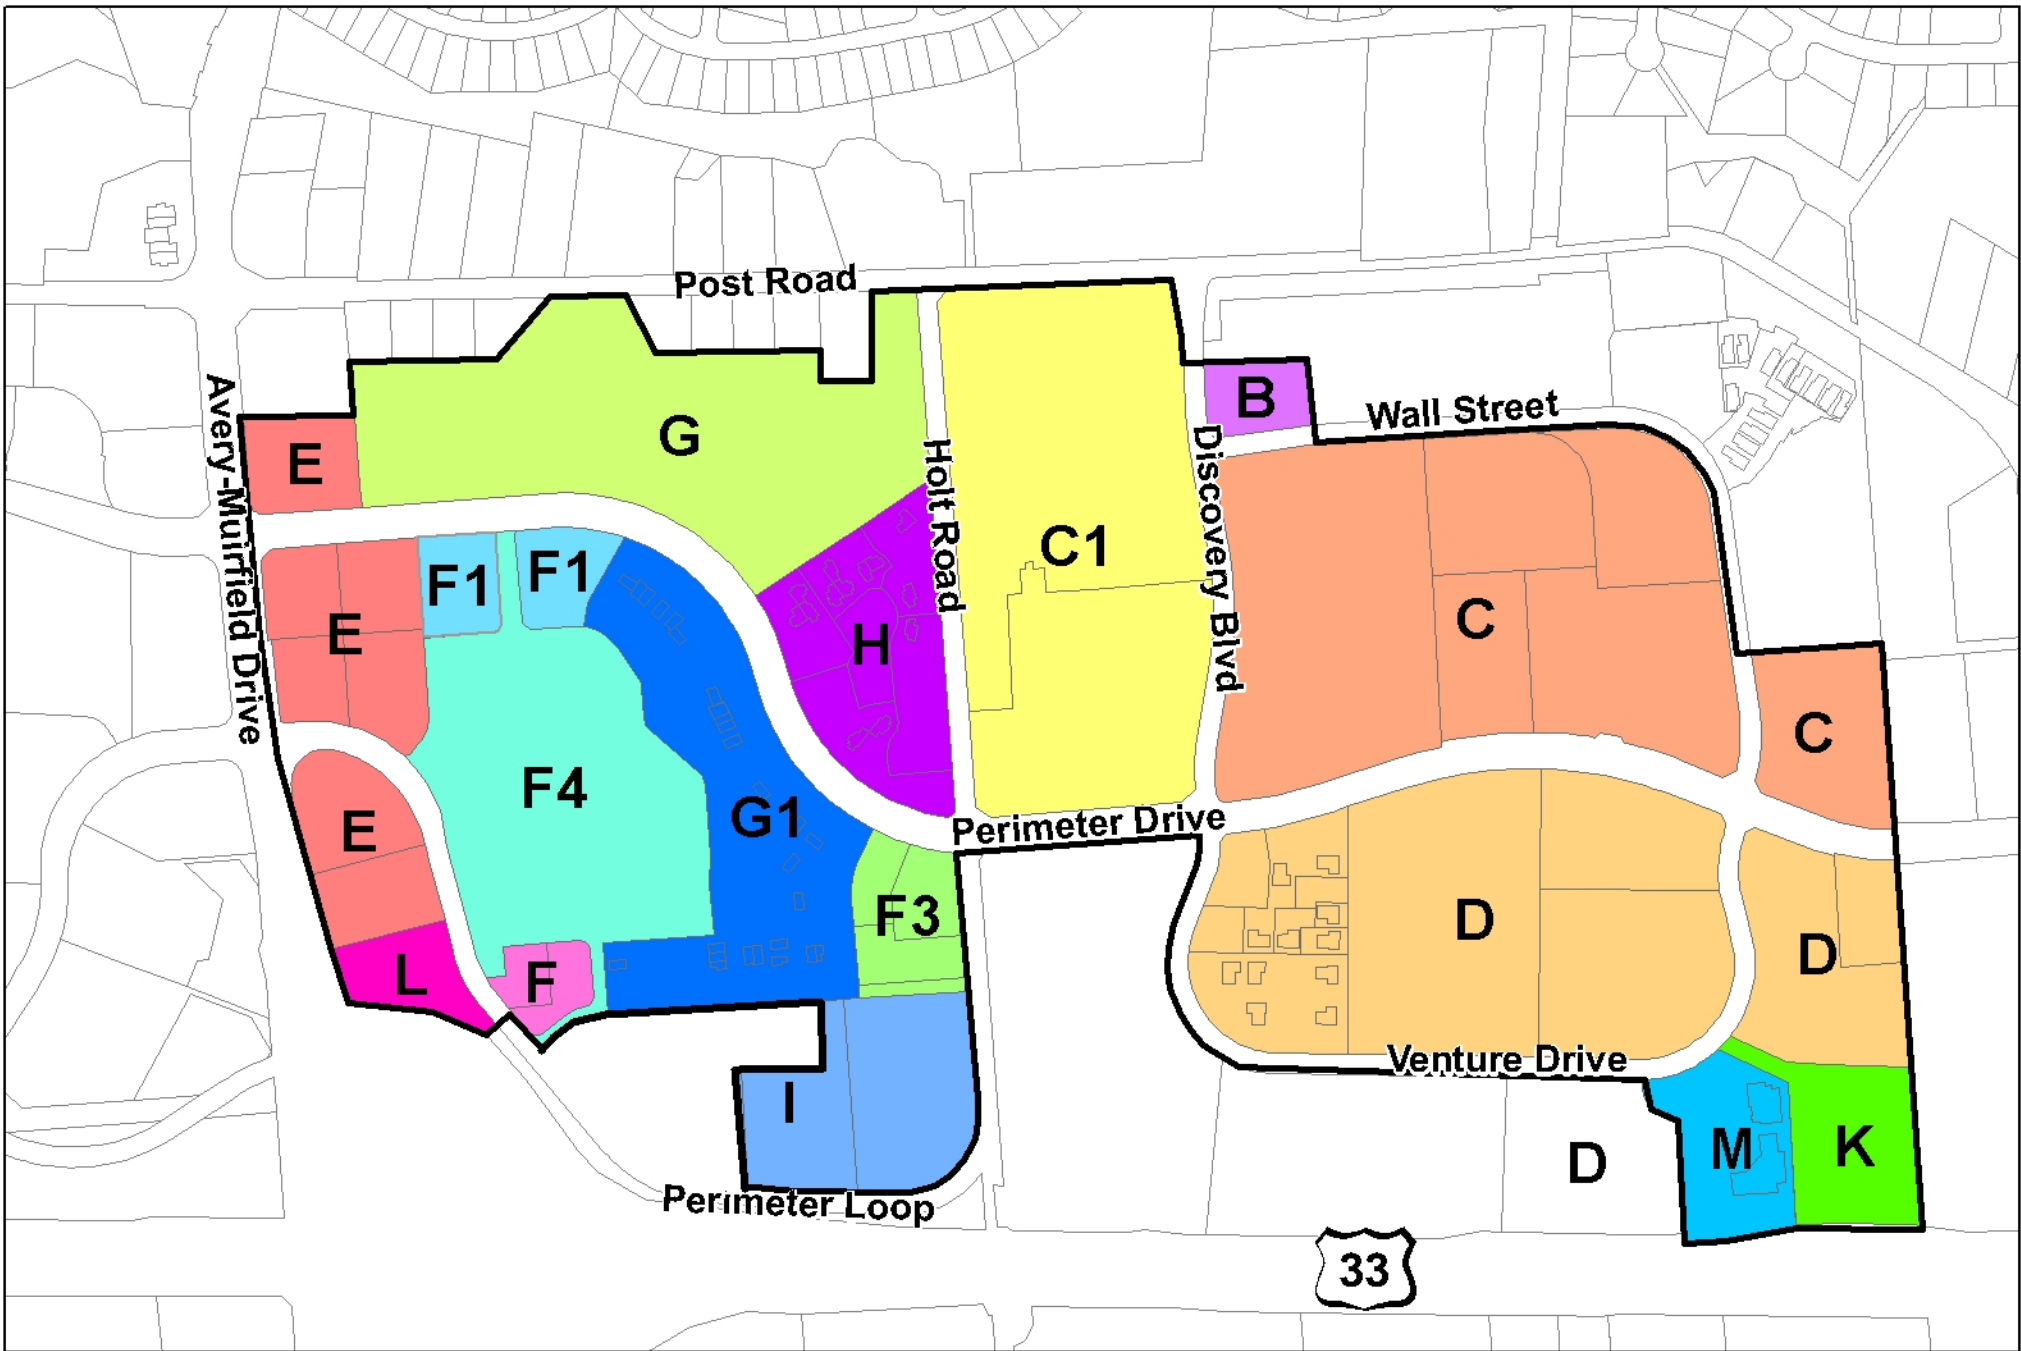 Post Road
B
Wall Street
Avery-Muirfield Drive
E
G
Holt Road
Discovery Blvd
C1
F1
F1
E
H
C
C
F4
E
G1
Perimeter Drive
F3
D
D
L
F
Venture Drive
I
D
M
K
Perimeter Loop
33